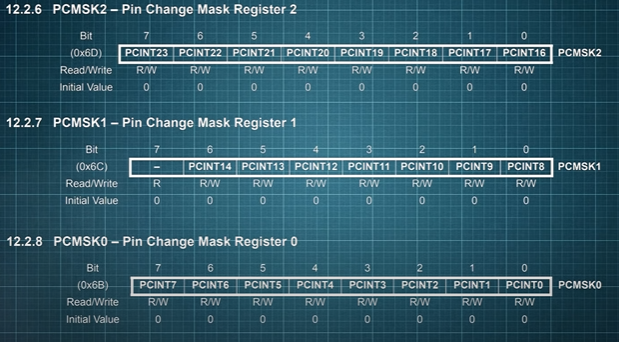 12.2.6 PCMSK2 – Pin Change Mask Register 2
Bit 7 6 5 4 3 2 1 0
(0x6D) PCINT23 PCINT22 PCINT21 PCINT20 PCINT19 PCINT18 PCINT17 PCINT16 PCMSK2
Read/Write R/W R/W R/W R/W R/W R/W R/W R/W
Initial Value 0 0 0 0 0 0 0 0
12.2.7 PCMSK1 – Pin Change Mask Register 1
Bit 7 6 5 4 3 2 1 0
(0x6C) – PCINT14 PCINT13 PCINT12 PCINT11 PCINT10 PCINT9 PCINT8 PCMSK1
Read/Write R R/W R/W R/W R/W R/W R/W R/W
Initial Value 0 0 0 0 0 0 0 0
12.2.8 PCMSK0 – Pin Change Mask Register 0
Bit 7 6 5 4 3 2 1 0
(0x6B) PCINT7 PCINT6 PCINT5 PCINT4 PCINT3 PCINT2 PCINT1 PCINT0 PCMSK0
Read/Write R/W R/W R/W R/W R/W R/W R/W R/W
Initial Value 0 0 0 0 0 0 0 0